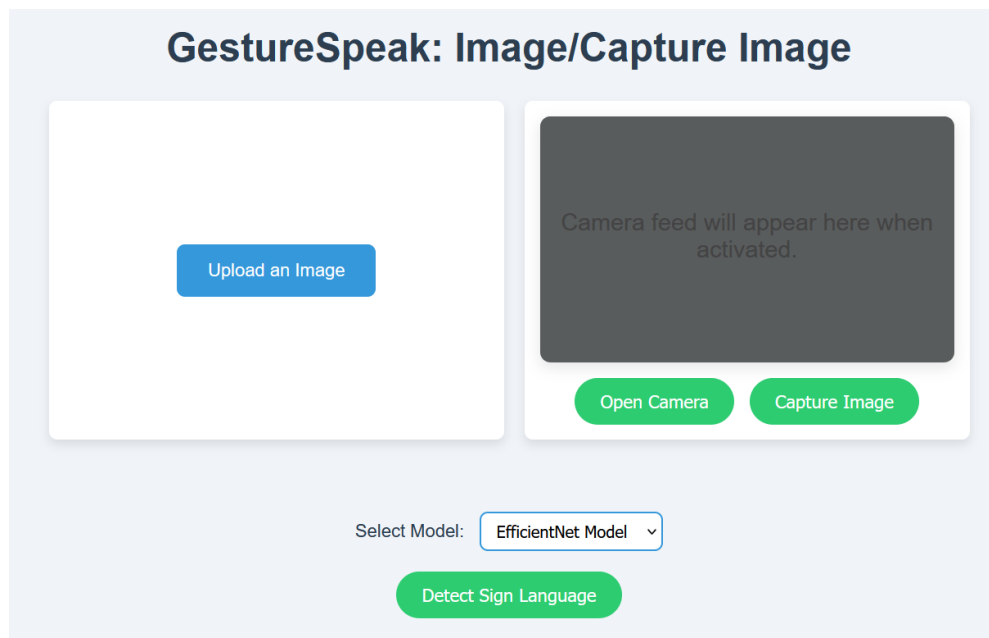 GestureSpeak: Image/Capture Image
Upload an Image
Camera feed will appear here when
activated.
Open Camera
Capture Image
Select Model:
EfficientNet Model
Detect Sign Language